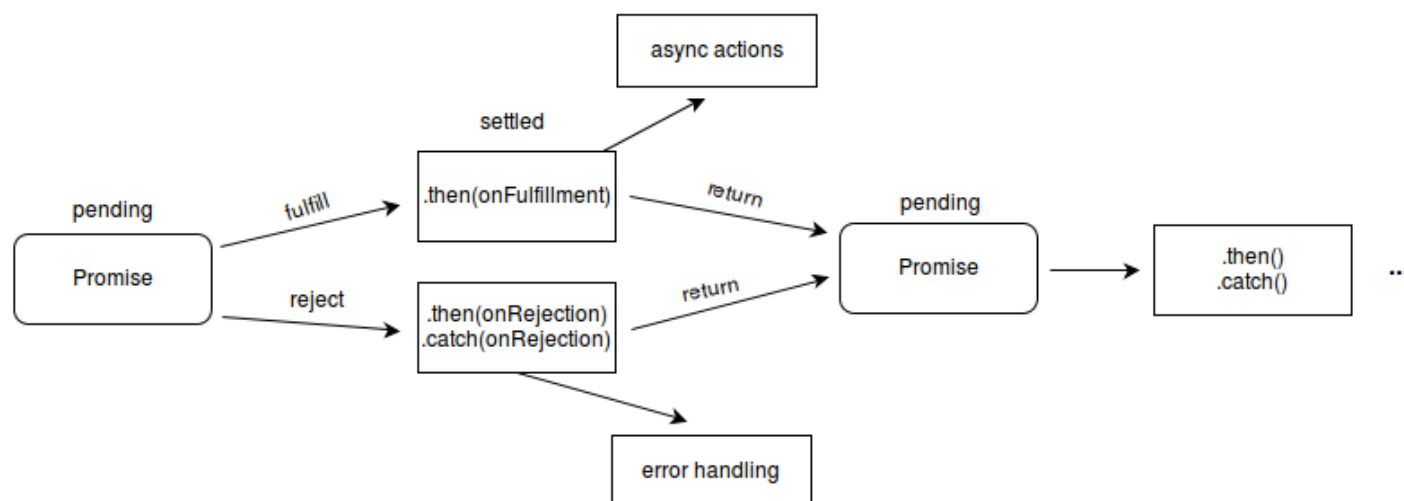 async actions
settled
.then(onFulfillment)
fulfill
return
pending
Promise
pending
Promise
.then()
.catch()
..
reject
.then(onRejection)
.catch(onRejection)
return
error handling